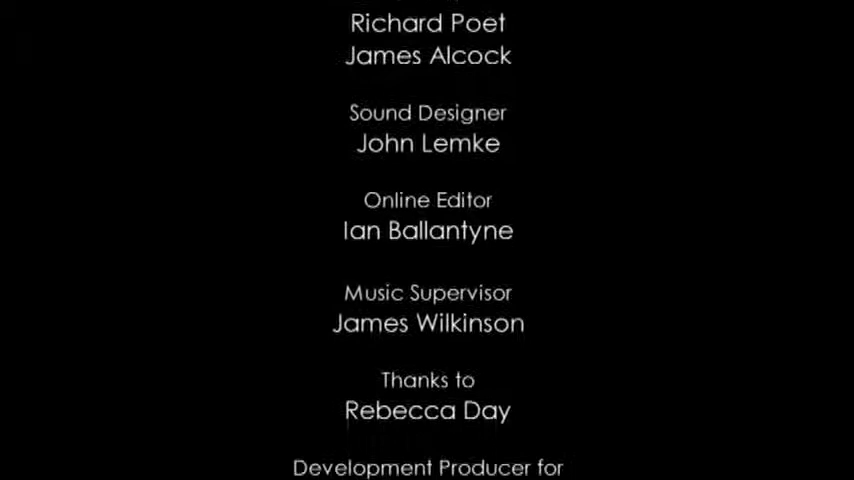 Richard Poet
James Alcock
Sound Designer
John Lemke
Online Editor
Ian Ballantyne
Music Supervisor
James Wilkinson
Thanks to
Rebecca Day
Development Producer for